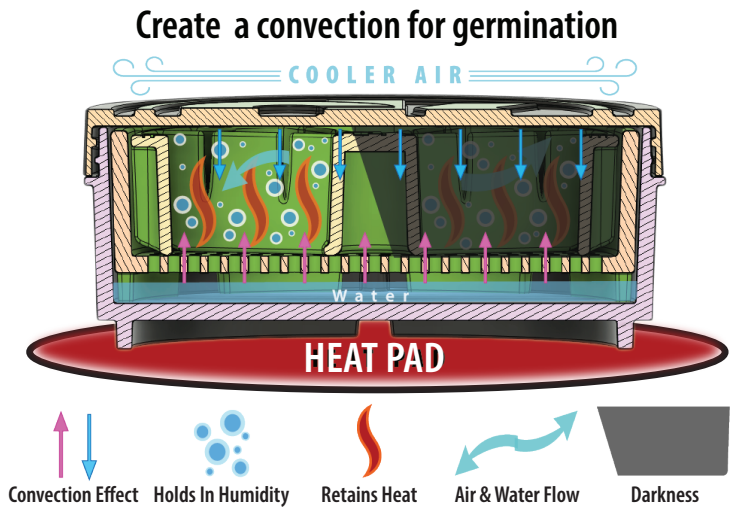 Create a convection for germination
COOLER AIR
Water
HEAT PAD
Convection Effect
Holds In Humidity
Retains Heat
Air & Water Flow
Darkness